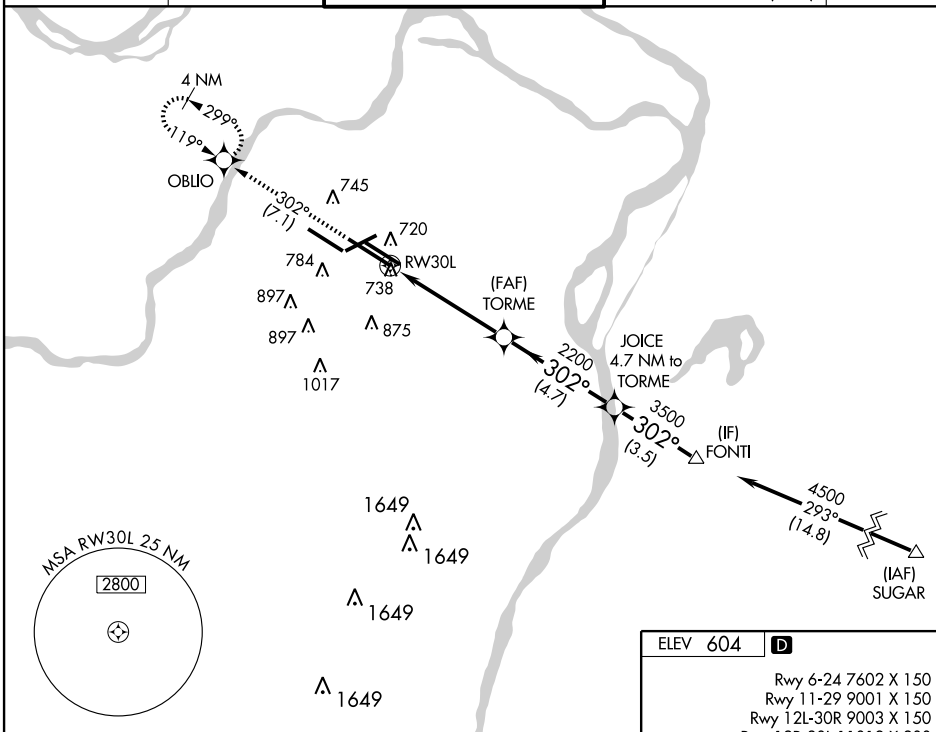 4 NM
299°
119°
OBLIO
302°
(7.1)
745
720
RW30L
784
738
897
897
875
1017
(FAF)
TORME
2200
302°
(4.7)
JOICE
4.7 NM to
TORME
3500
302°
(3.5)
(IF)
FONTI
4500
293°
(14.8)
(IAF)
SUGAR
1649
1649
1649
1649
MSA RW30L 25 NM
2800
ELEV 604 D
Rwy 6-24 7602 X 150
Rwy 11-29 9001 X 150
Rwy 12L-30R 9003 X 150